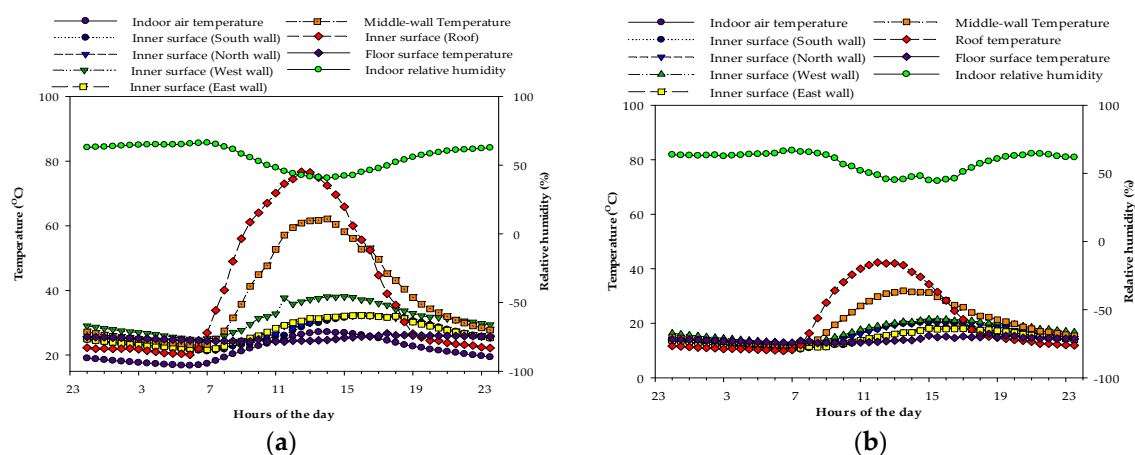 Indoor air temperature
Inner surface (South wall)
Inner surface (North wall)
Inner surface (West wall)
Inner surface (East wall)
Middle-wall Temperature
Inner surface (Roof)
Floor surface temperature
Indoor relative humidity
100
80
60
40
20
Temperature (OC)
100
50
0
-50
-100
Relative humidity (%)
23 3 7 11 15 19 23
Hours of the day
(a)
Indoor air temperature
Inner surface (South wall)
Inner surface (North wall)
Inner surface (West wall)
Inner surface (East wall)
Middle-wall Temperature
Roof temperature
Floor surface temperature
Indoor relative humidity
100
80
60
40
20
0
Temperature (OC)
100
50
0
-50
-100
Relative humidity (%)
23 3 7 11 15 19 23
Hours of the day
(b)